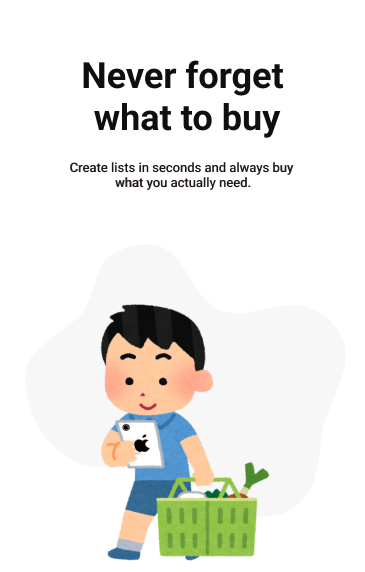 Never forget
what to buy
Create lists in seconds and always buy
what you actually need.